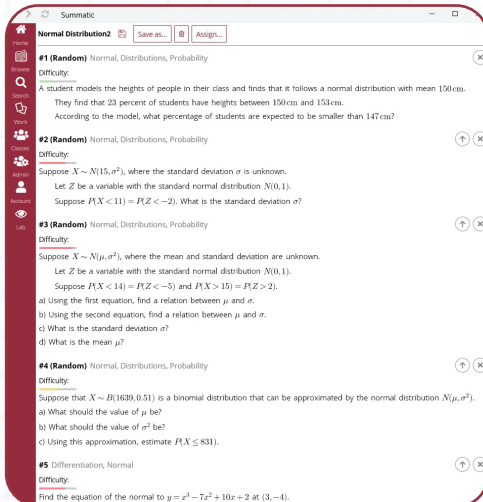 Summatic
Home
Browse
Search
Work
Classes
Admin
Account
Lab
Normal Distribution2 Save as... Assign...
#1 (Random) Normal, Distributions, Probability
Difficulty:
A student models the heights of people in their class and finds that it follows a normal distribution with mean 150 cm.
They find that 23 percent of students have heights between 150 cm and 153 cm.
According to the model, what percentage of students are expected to be smaller than 147 cm?
#2 (Random) Normal, Distributions, Probability
Difficulty:
Suppose X ~ N(15, σ²), where the standard deviation σ is unknown.
Let Z be a variable with the standard normal distribution N(0, 1).
Suppose P(X < 11) = P(Z < −2). What is the standard deviation σ?
#3 (Random) Normal, Distributions, Probability
Difficulty:
Suppose X ~ N(μ, σ²), where the mean and standard deviation are unknown.
Let Z be a variable with the standard normal distribution N(0, 1).
Suppose P(X < 14) = P(Z < −5) and P(X > 15) = P(Z > 2).
a) Using the first equation, find a relation between μ and σ.
b) Using the second equation, find a relation between μ and σ.
c) What is the standard deviation σ?
d) What is the mean μ?
#4 (Random) Normal, Distributions, Probability
Difficulty:
Suppose that X ~ B(1639, 0.51) is a binomial distribution that can be approximated by the normal distribution N(μ, σ²).
a) What should the value of μ be?
b) What should the value of σ² be?
c) Using this approximation, estimate P(X ≤ 831).
#5 Differentiation, Normal
Difficulty:
Find the equation of the normal to y = x³ − 7x² + 10x + 2 at (3, −4).